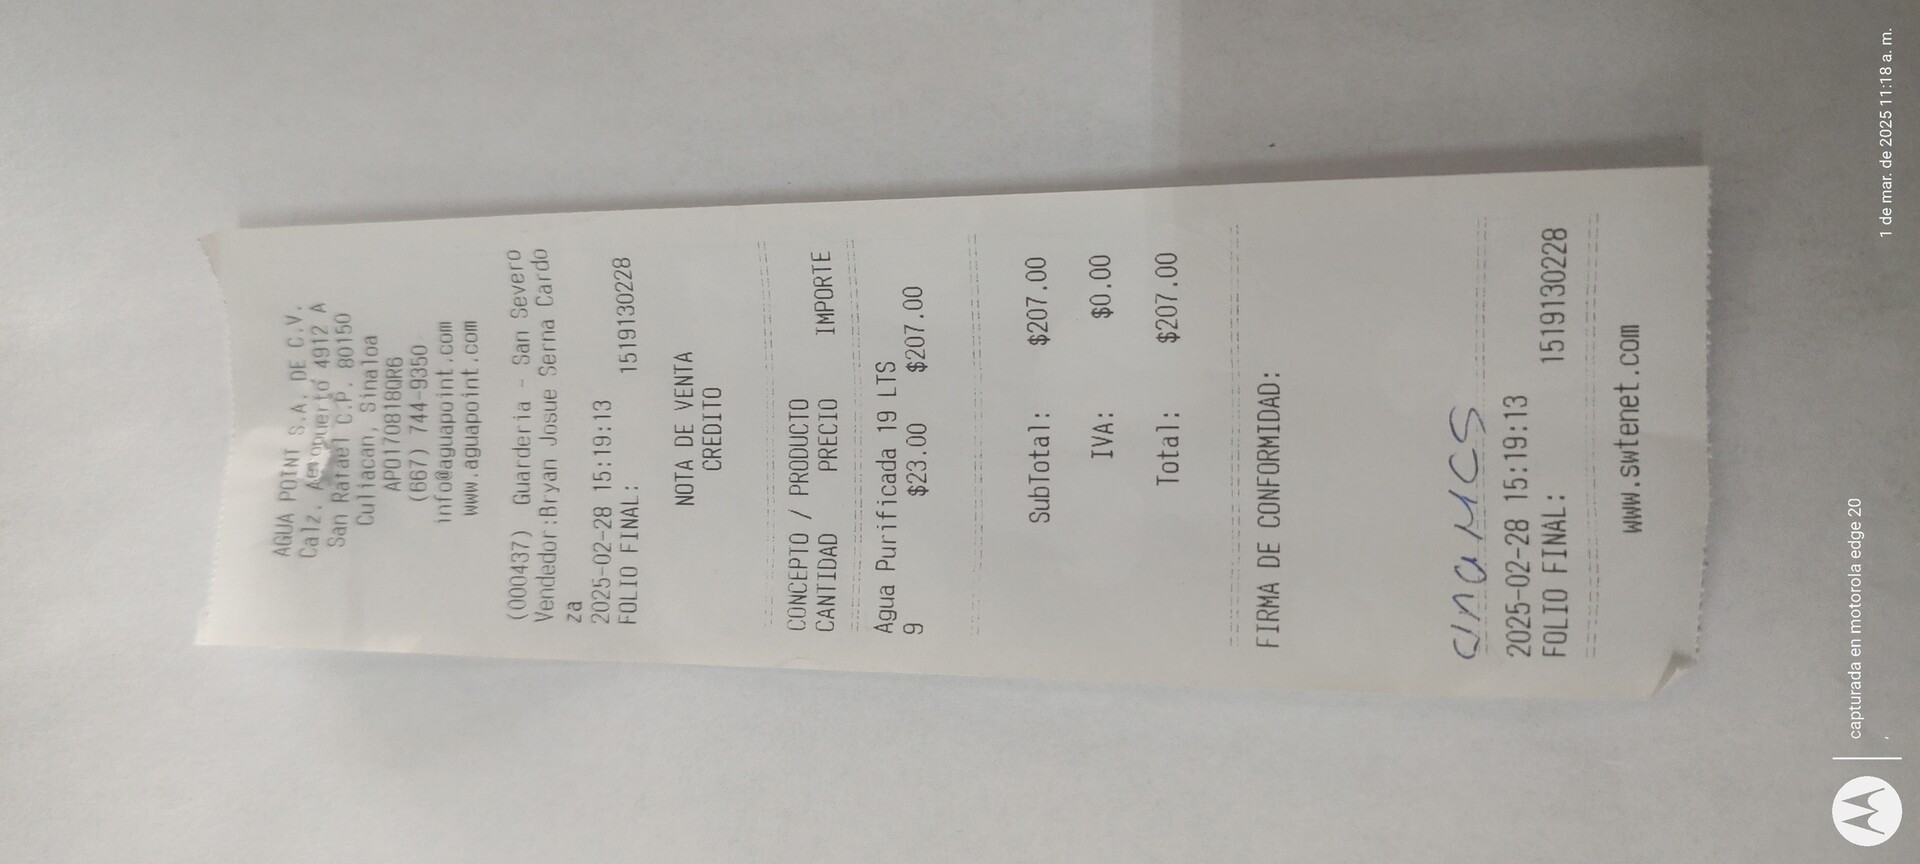 AGUA POINT S.A. DE C.V.
Calz. Aeropuerto 4912 A
San Rafael C.P. 80150
Culiacan, Sinaloa
APO170818QR6
(667) 744-9350
info@aguapoint.com
www.aguapoint.com
(000437) Guarderia - San Severo
Vendedor:Bryan Josue Serna Cardo
za
2025-02-28 15:19:13
FOLIO FINAL: 1519130228
NOTA DE VENTA
CREDITO
CONCEPTO / PRODUCTO
CANTIDAD PRECIO IMPORTE
Agua Purificada 19 LTS
9 $23.00 $207.00
SubTotal: $207.00
IVA: $0.00
Total: $207.00
FIRMA DE CONFORMIDAD:
2025-02-28 15:19:13
FOLIO FINAL: 1519130228
www.swtenet.com
capturada en motorola edge 20
1 de mar. de 2025 11:18 a. m.